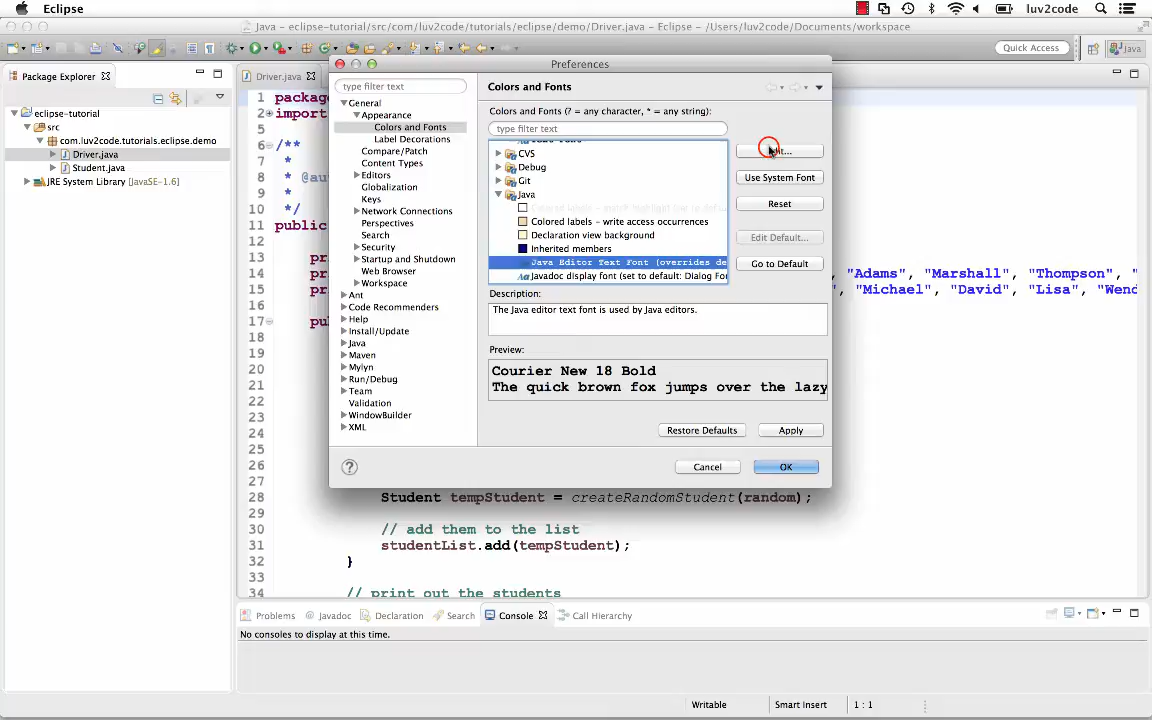 Eclipse
luv2code
Java – eclipse-tutorial/src/com/luv2code/tutorials/eclipse/demo/Driver.java – Eclipse – /Users/luv2code/Documents/workspace
Quick Access
Java
Package Explorer
eclipse-tutorial
src
com.luv2code.tutorials.eclipse.demo
Driver.java
Student.java
JRE System Library [JavaSE-1.6]
Driver.java
1 package
2 import
5
6 /**
7 *
8 * @au
9 *
10 */
11 public
12
13 pr
14 pr "Adams", "Marshall", "Thompson", "
15 pr ", "Michael", "David", "Lisa", "Wend
16
17 pu
18
19
20
21
22
23
24
25
26
27
28 Student tempStudent = createRandomStudent(random);
29
30 // add them to the list
31 studentList.add(tempStudent);
32 }
33
34 // print out the students
Preferences
type filter text
General
Appearance
Colors and Fonts
Label Decorations
Compare/Patch
Content Types
Editors
Globalization
Keys
Network Connections
Perspectives
Search
Security
Startup and Shutdown
Web Browser
Workspace
Ant
Code Recommenders
Help
Install/Update
Java
Maven
Mylyn
Run/Debug
Team
Validation
WindowBuilder
XML
Colors and Fonts
Colors and Fonts (? = any character, * = any string):
type filter text
CVS
Debug
Git
Java
Colored labels - match highlight (set to defa
Colored labels - write access occurrences
Declaration view background
Inherited members
Java Editor Text Font (overrides de
Javadoc display font (set to default: Dialog Fo
Use System Font
Reset
Edit Default...
Go to Default
Description:
The Java editor text font is used by Java editors.
Preview:
Courier New 18 Bold
The quick brown fox jumps over the lazy
Restore Defaults
Apply
Cancel
OK
Problems
Javadoc
Declaration
Search
Console
Call Hierarchy
No consoles to display at this time.
Writable
Smart Insert
1 : 1